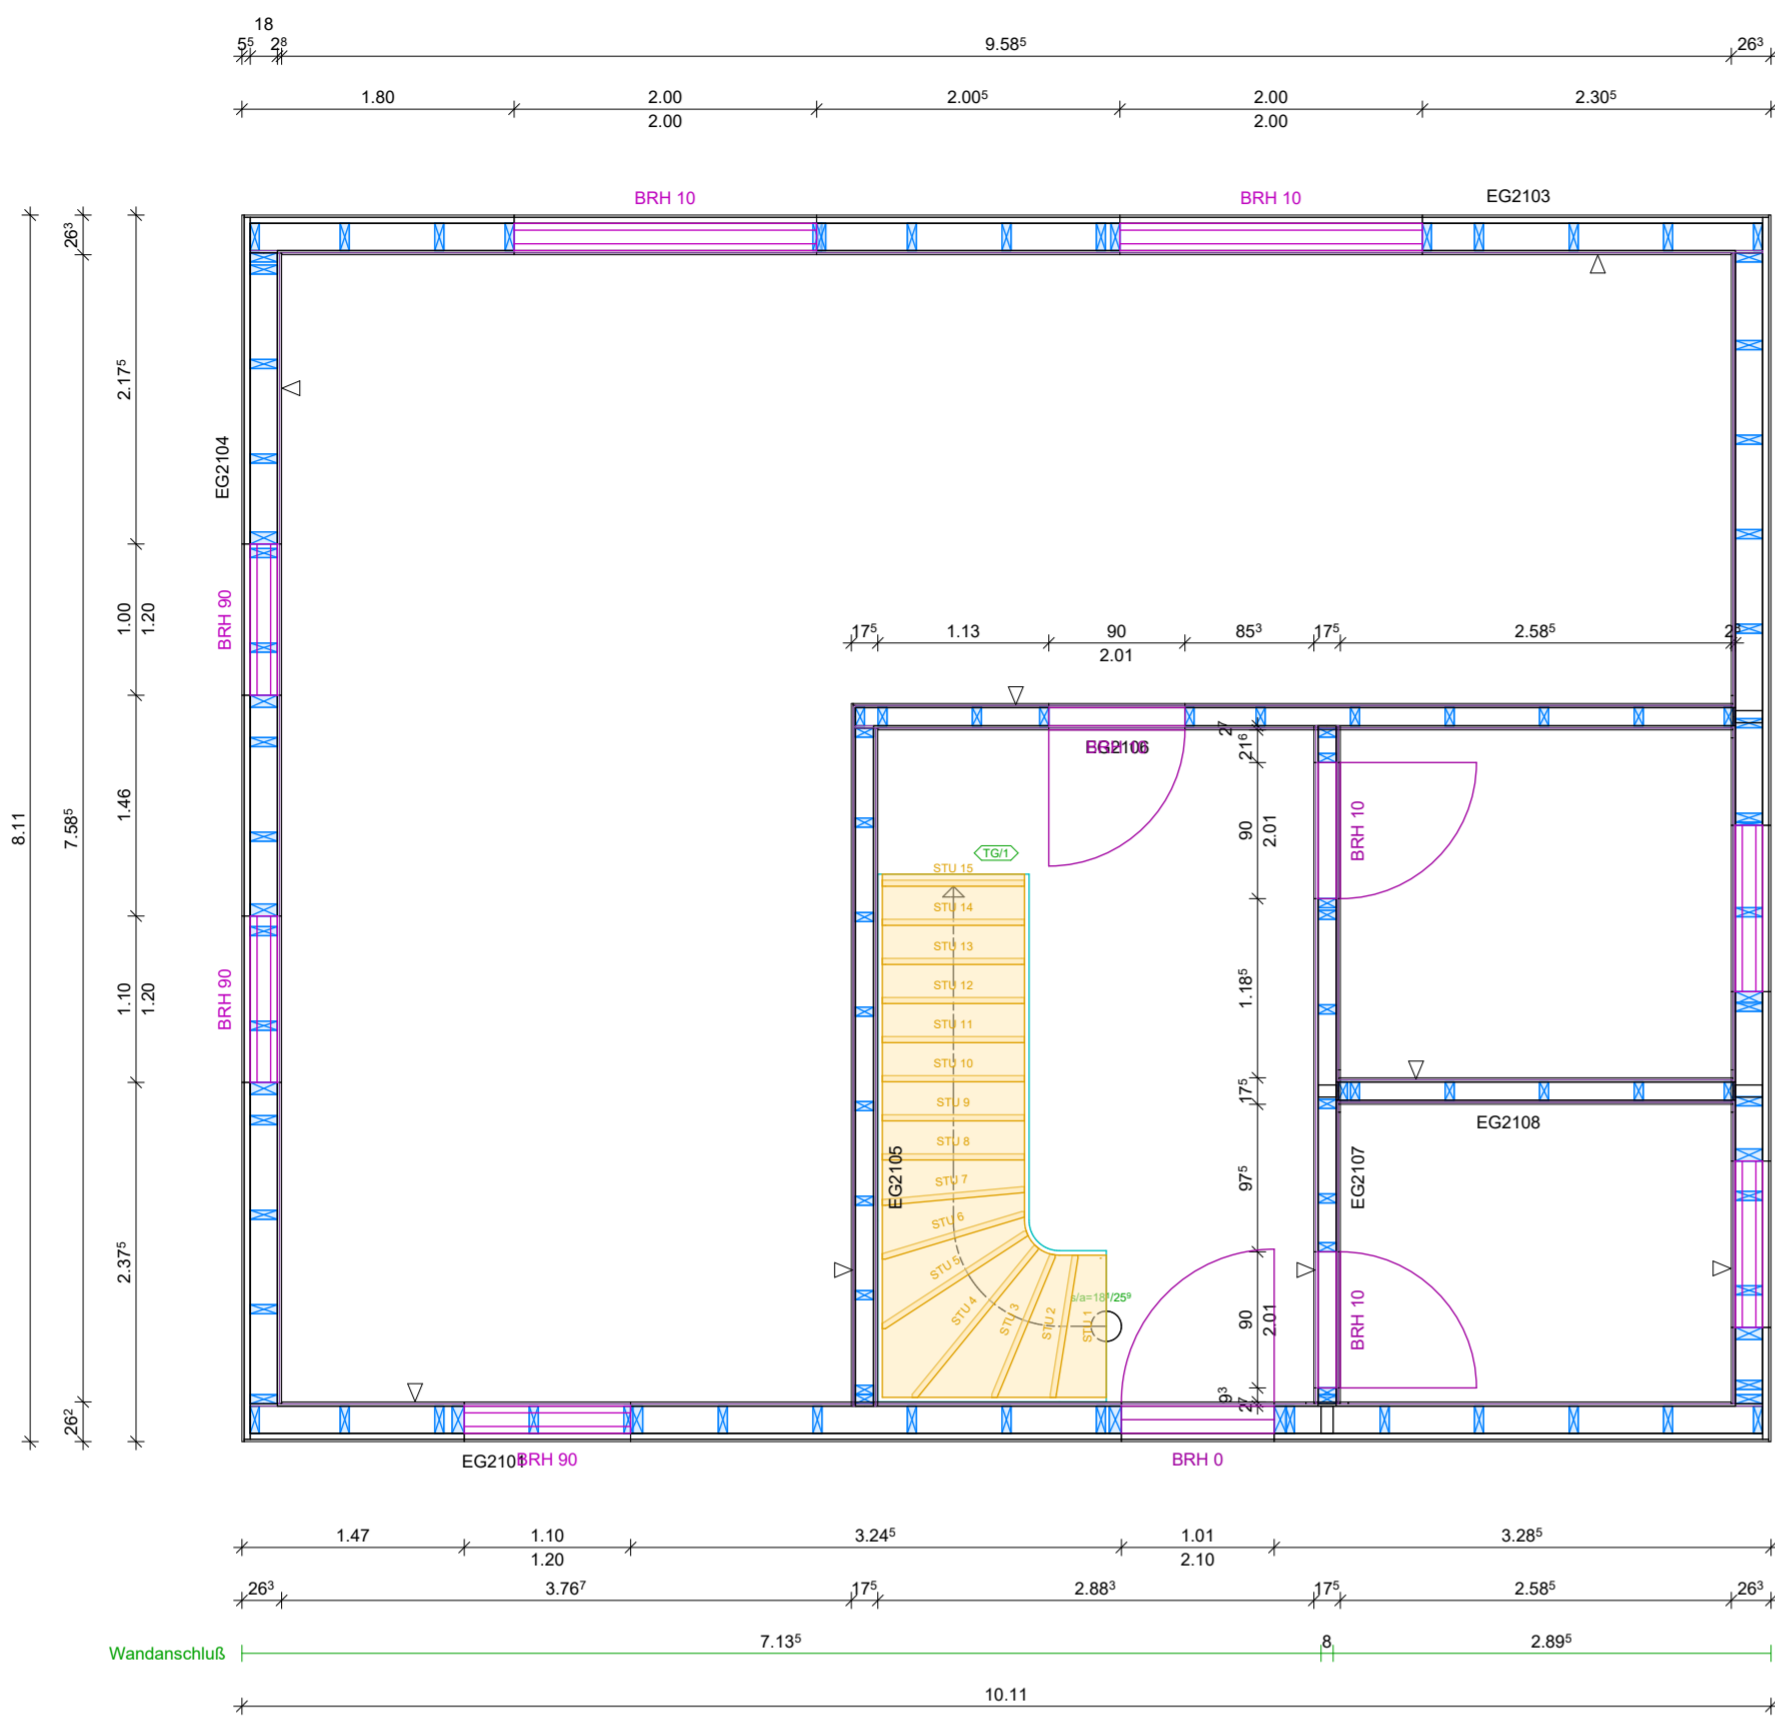 18
5⁵ 2⁸ 9.58⁵ 26³
1.80 2.00 2.00⁵ 2.00 2.30⁵
2.00 2.00
BRH 10 BRH 10 EG2103
8.11
26³
7.58⁵
26²
2.17⁵
1.00
1.20
1.46
1.10
1.20
2.37⁵
EG2104
BRH 90
BRH 90
17⁵ 1.13 90 85³ 17⁵ 2.58⁵
2.01
EG2106
2⁷
21⁶
90
2.01
1.18⁵
17⁵
97⁵
90
2.01
9³
2⁷
BRH 10
BRH 10
TG/1
STU 15
STU 14
STU 13
STU 12
STU 11
STU 10
STU 9
STU 8
STU 7
STU 6
STU 5
STU 4
STU 3
STU 2
STU 1
EG2105
EG2107
EG2108
EG2101 BRH 90 BRH 0
1.47 1.10 3.24⁵ 1.01 3.28⁵
1.20 2.10
26³ 3.76⁷ 17⁵ 2.88³ 17⁵ 2.58⁵ 26³
Wandanschluß 7.13⁵ 8 2.89⁵
10.11